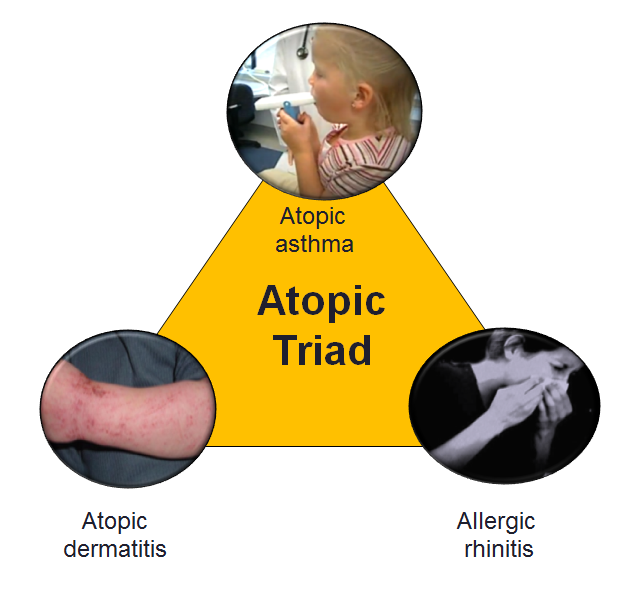 Atopic
asthma
Atopic
Triad
Atopic
dermatitis
Allergic
rhinitis